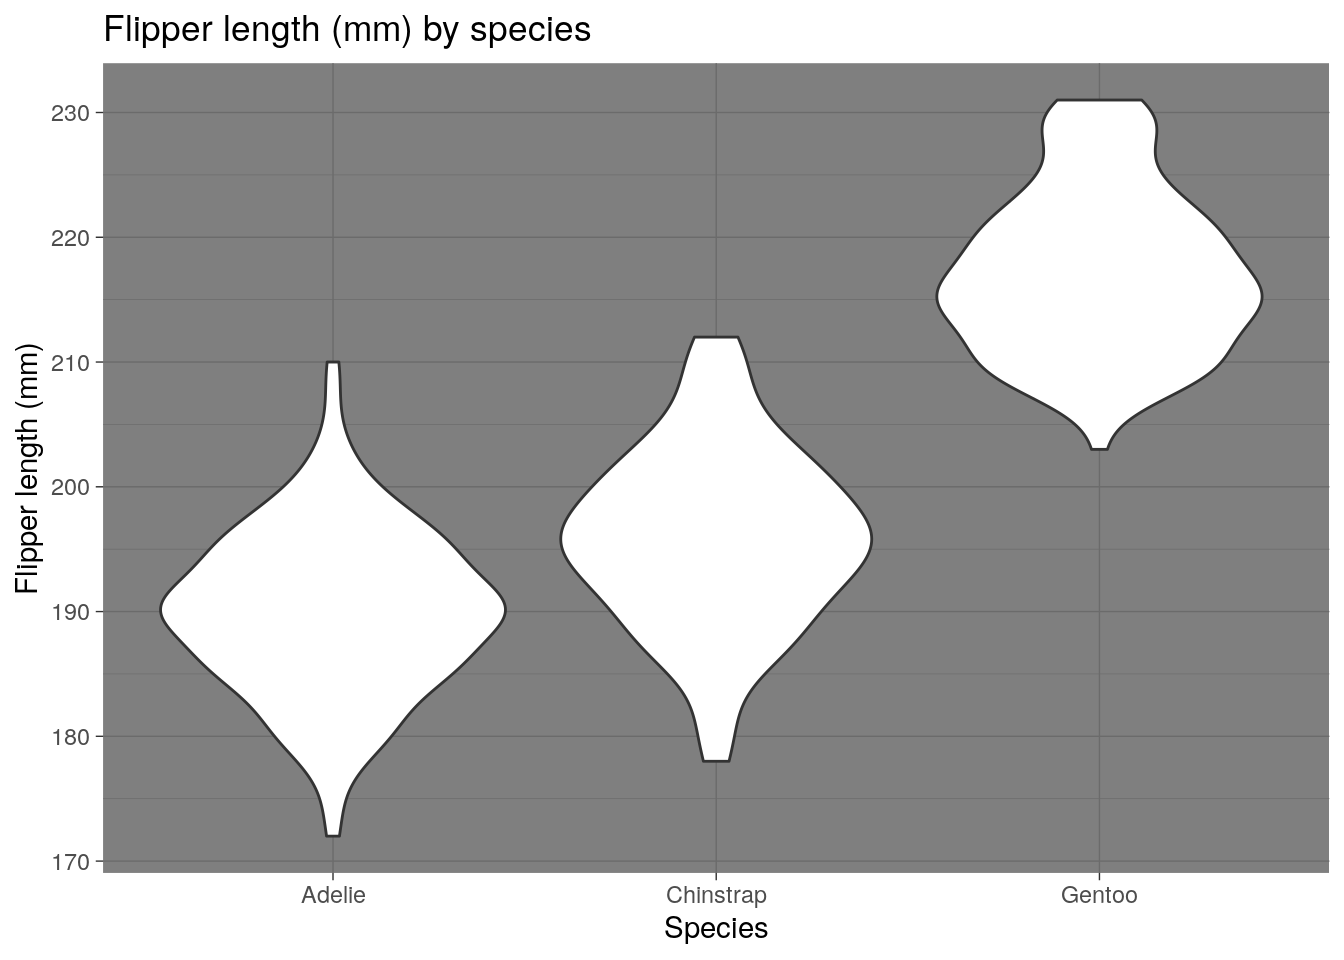 Flipper length (mm) by species
Flipper length (mm)
230
220
210
200
190
180
170
Adelie
Chinstrap
Gentoo
Species